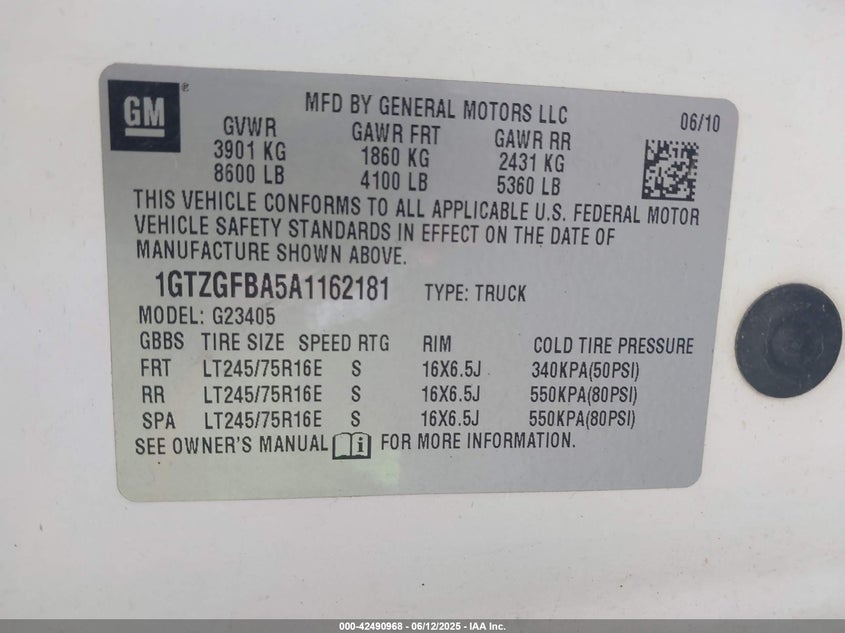 GM ®
MFD BY GENERAL MOTORS LLC
06/10
GVWR GAWR FRT GAWR RR
3901 KG 1860 KG 2431 KG
8600 LB 4100 LB 5360 LB
THIS VEHICLE CONFORMS TO ALL APPLICABLE U.S. FEDERAL MOTOR
VEHICLE SAFETY STANDARDS IN EFFECT ON THE DATE OF
MANUFACTURE SHOWN ABOVE.
1GTZGFBA5A1162181 TYPE: TRUCK
MODEL: G23405
GBBS TIRE SIZE SPEED RTG RIM COLD TIRE PRESSURE
FRT LT245/75R16E S 16X6.5J 340KPA(50PSI)
RR LT245/75R16E S 16X6.5J 550KPA(80PSI)
SPA LT245/75R16E S 16X6.5J 550KPA(80PSI)
SEE OWNER'S MANUAL i FOR MORE INFORMATION.
000-42490968 - 06/12/2025 - IAA Inc.